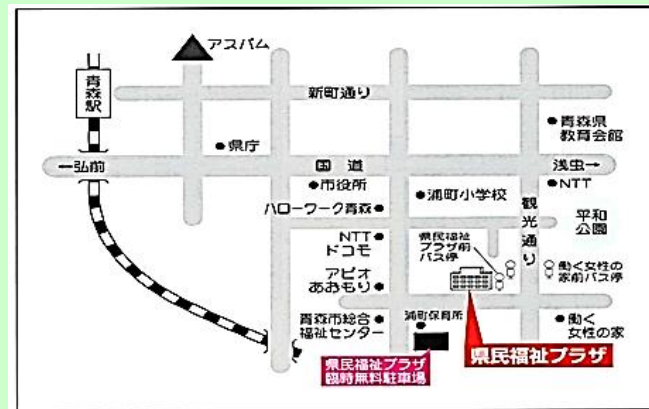 アスパム
青森駅
新町通り
青森県
教育会館
県庁
←弘前
国道
浅虫→
市役所
浦町小学校
NTT
ハローワーク青森
観光通り
平和
公園
NTT
ドコモ
県民福祉
プラザ前
バス停
働く女性の
家前バス停
アピオ
あおもり
青森市総合
福祉センター
浦町保育所
働く
女性の家
県民福祉プラザ
県民福祉プラザ
臨時無料駐車場